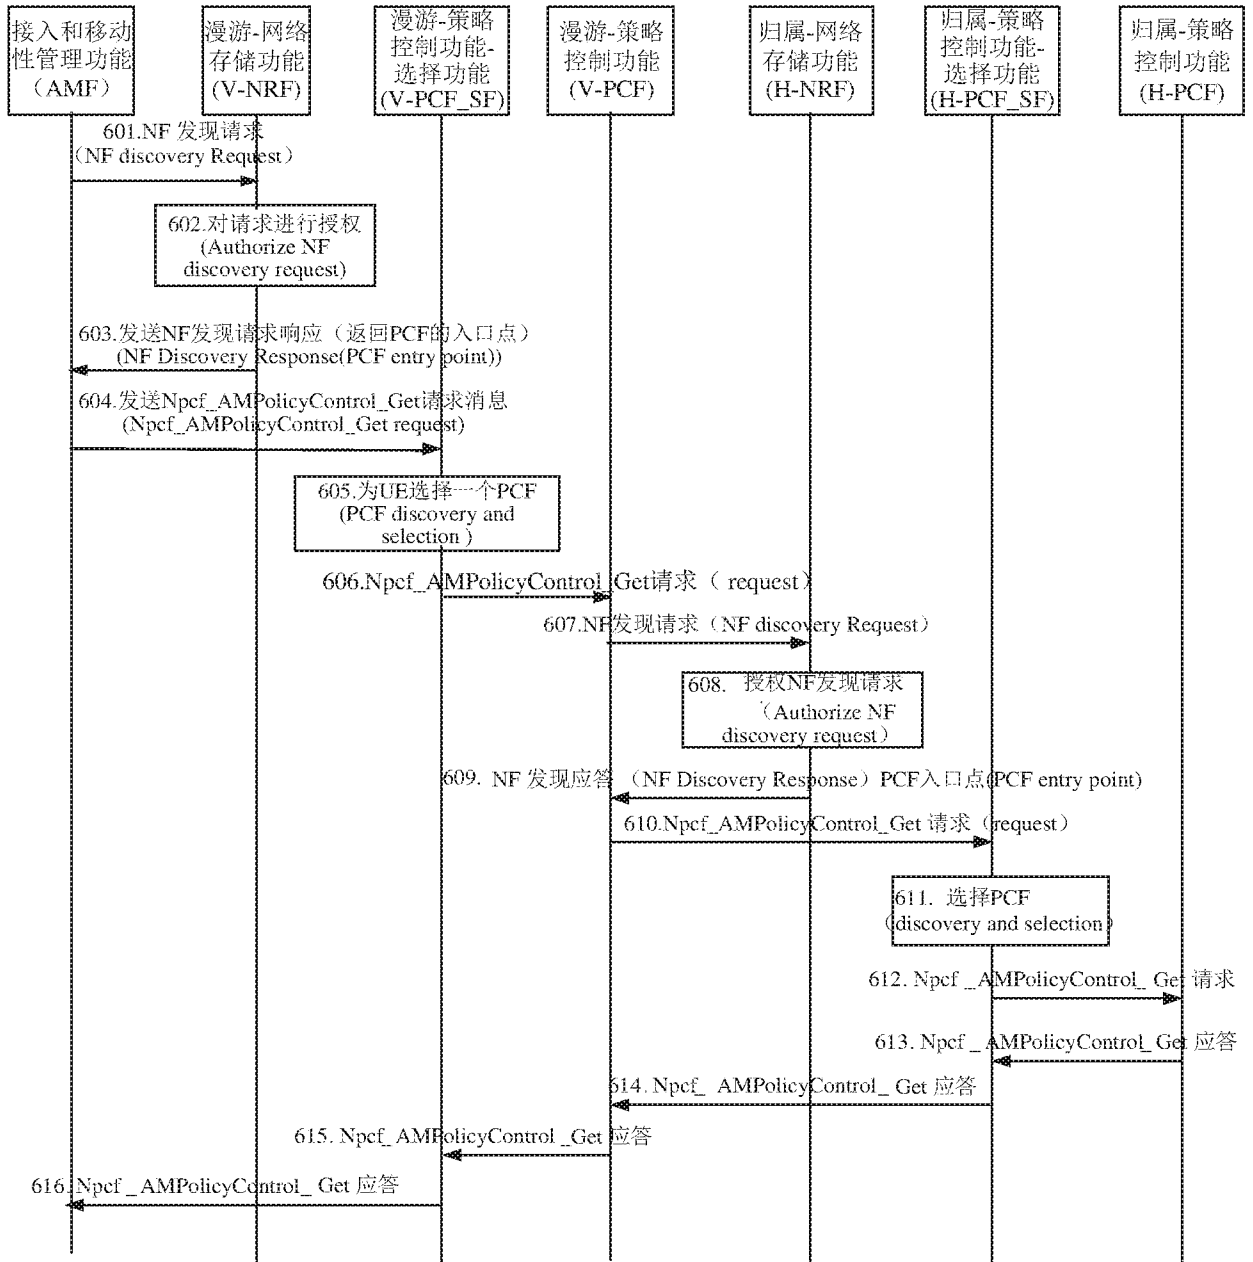 接入和移动
性管理功能
（AMF）
漫游-网络
存储功能
(V-NRF)
漫游-策略
控制功能-
选择功能
(V-PCF_SF)
漫游-策略
控制功能
(V-PCF)
归属-网络
存储功能
(H-NRF)
归属-策略
控制功能-
选择功能
(H-PCF_SF)
归属-策略
控制功能
(H-PCF)
601.NF 发现请求
（NF discovery Request）
602.对请求进行授权
(Authorize NF
discovery request)
603.发送NF发现请求响应（返回PCF的入口点）
(NF Discovery Response(PCF entry point))
604.发送Npcf_AMPolicyControl_Get请求消息
(Npcf_AMPolicyControl_Get request)
605.为UE选择一个PCF
(PCF discovery and
selection )
606.Npcf_AMPolicyControl_Get请求（ request）
607.NF发现请求（NF discovery Request）
608. 授权NF发现请求
（Authorize NF
discovery request）
609. NF 发现应答 （NF Discovery Response）PCF入口点(PCF entry point)
610.Npcf_AMPolicyControl_Get 请求（request）
611. 选择PCF
（discovery and selection）
612. Npcf _AMPolicyControl_ Get 请求
613. Npcf _ AMPolicyControl_ Get 应答
614. Npcf_ AMPolicyControl_ Get 应答
615. Npcf_ AMPolicyControl _Get 应答
616. Npcf _ AMPolicyControl_ Get 应答